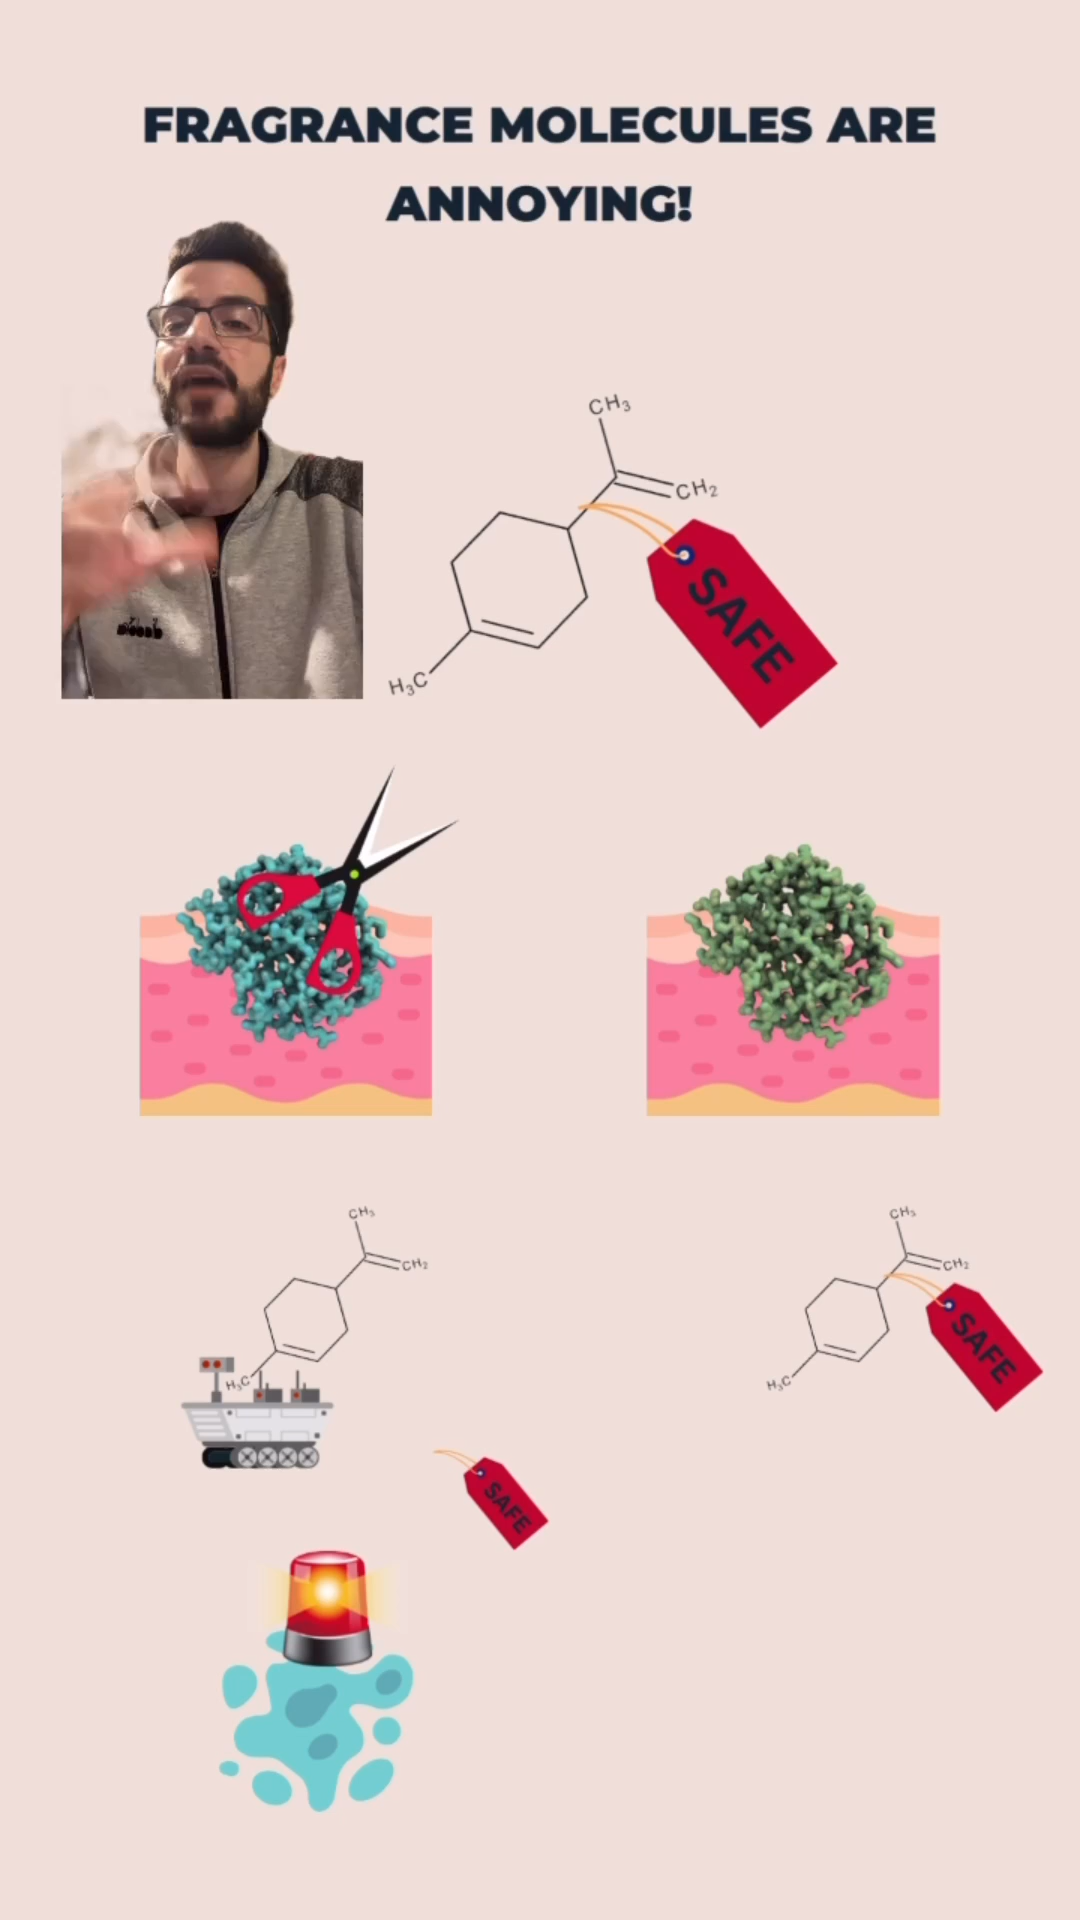 FRAGRANCE MOLECULES ARE
ANNOYING!
CH₃
CH₂
SAFE
H₃C
CH₃
CH₂
H₃C
SAFE
CH₃
CH₂
H₃C
SAFE